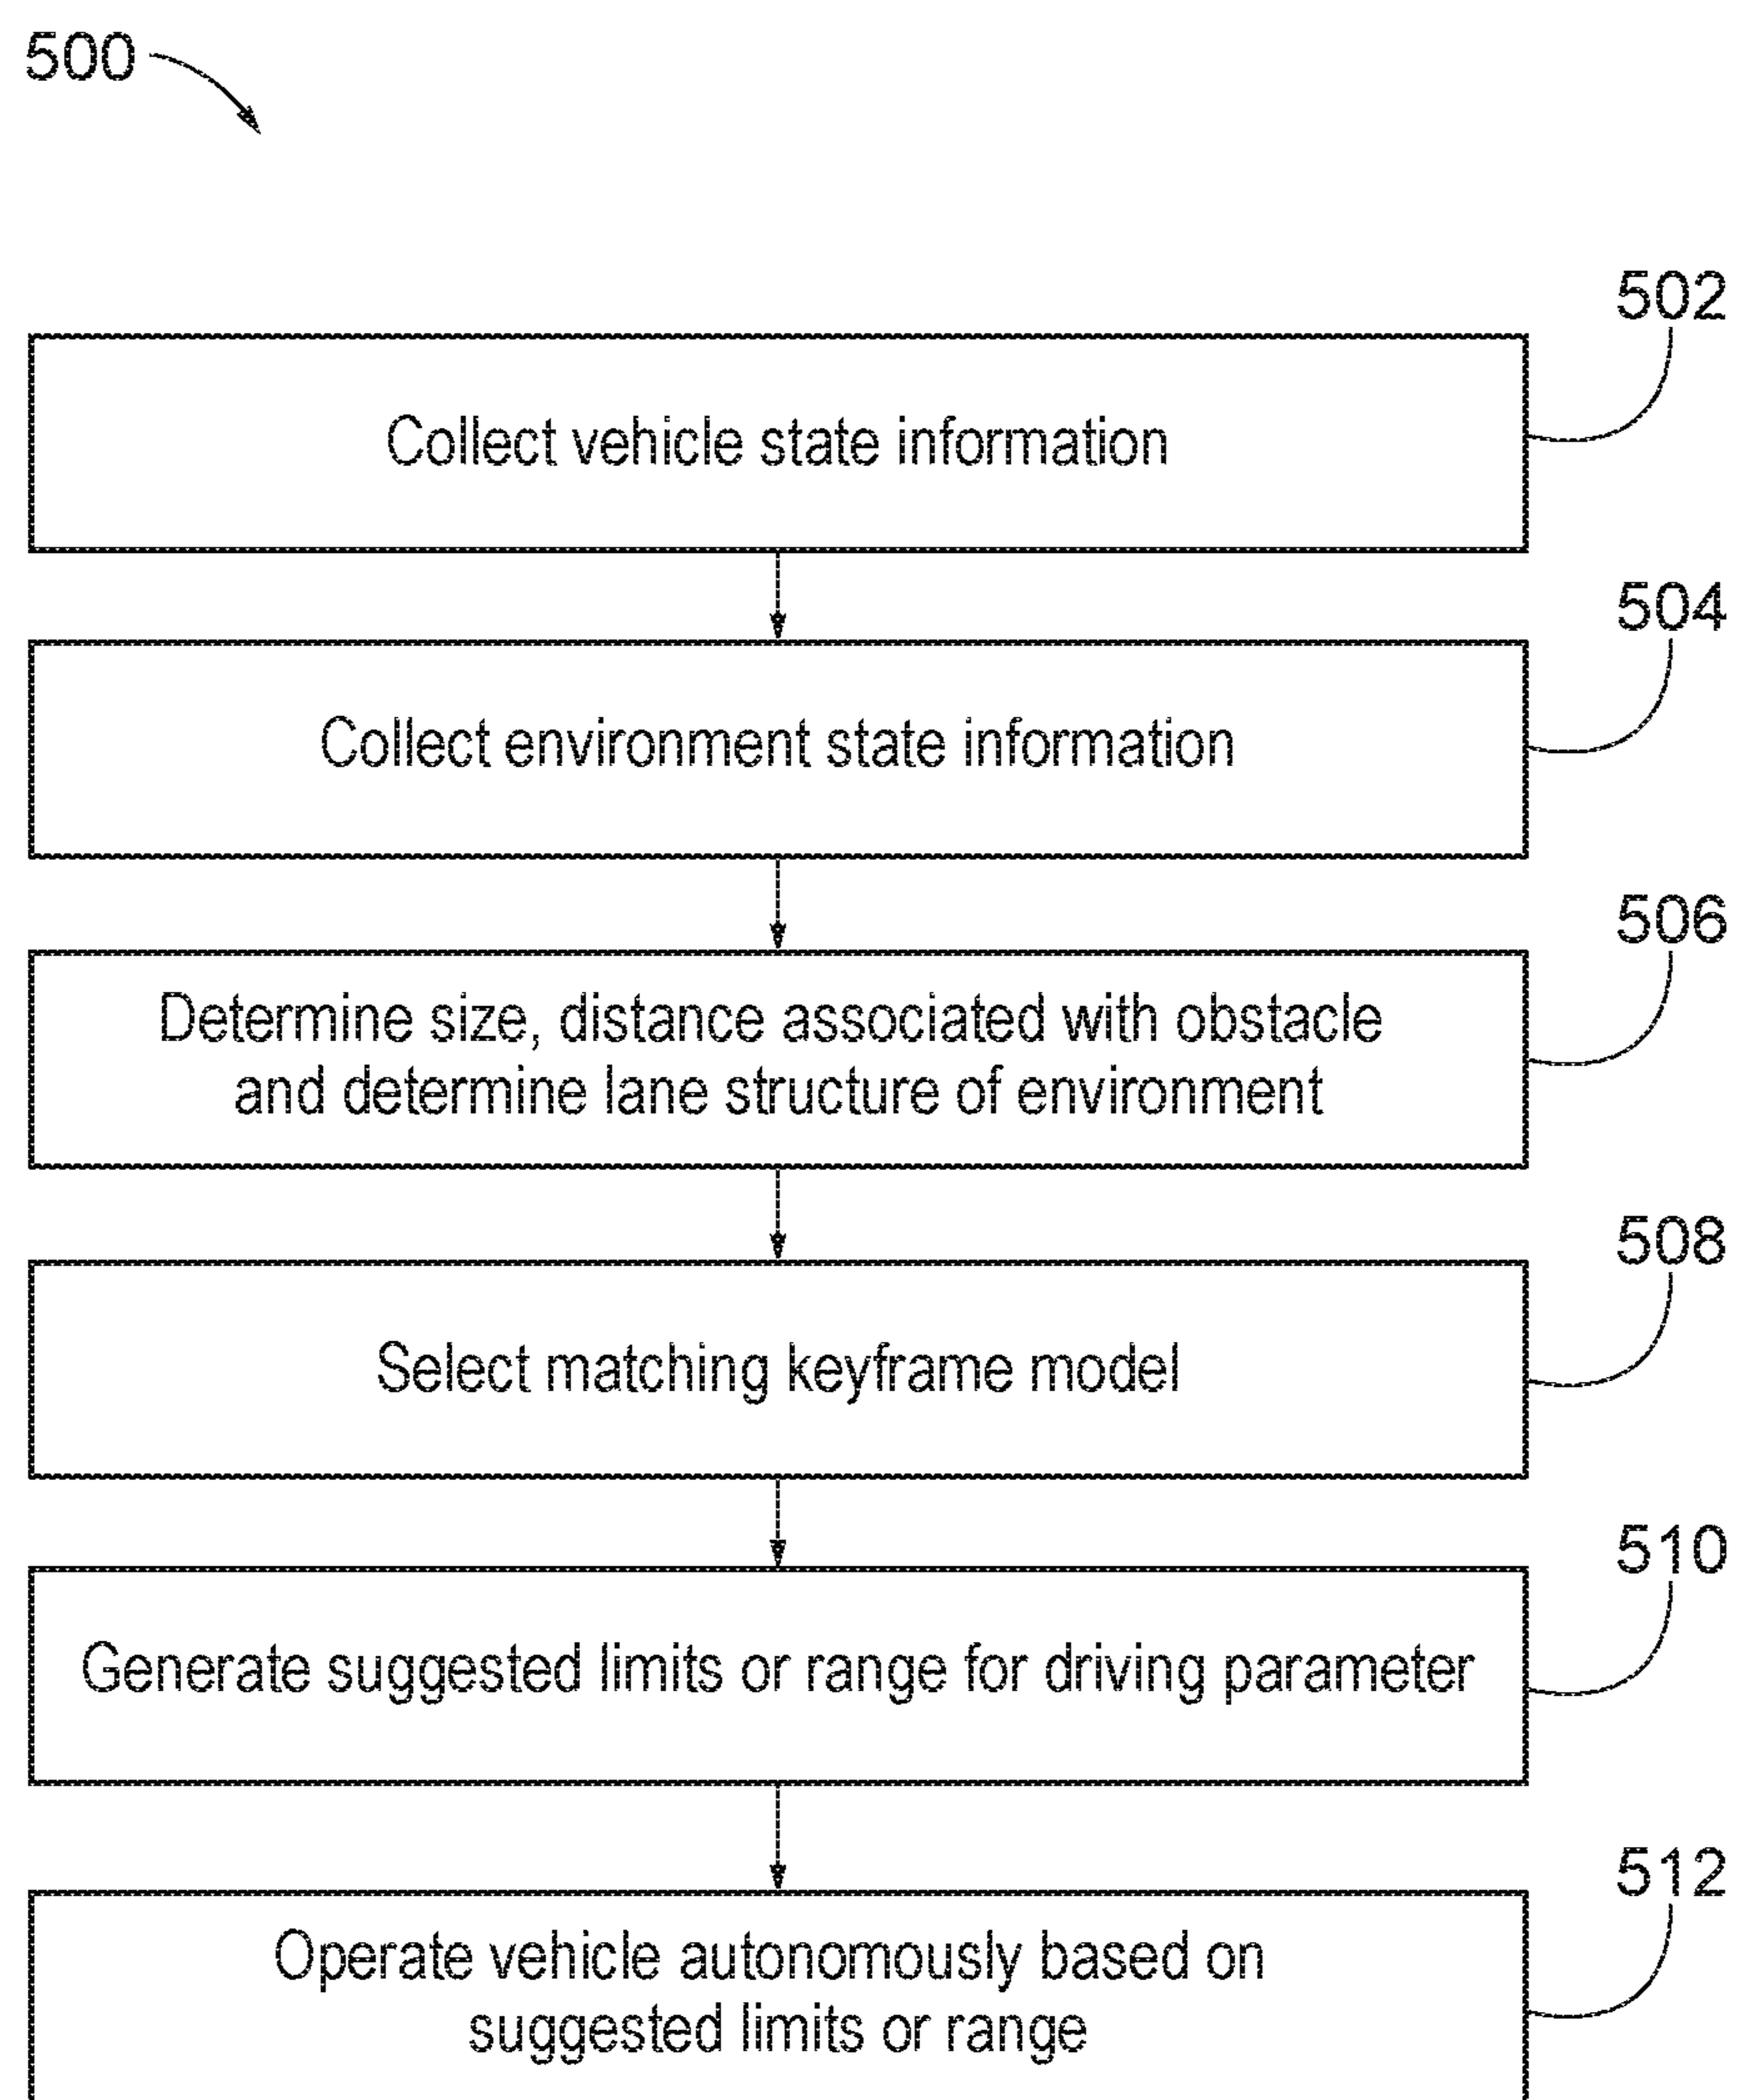 500
502
Collect vehicle state information
504
Collect environment state information
506
Determine size, distance associated with obstacle
and determine lane structure of environment
508
Select matching keyframe model
510
Generate suggested limits or range for driving parameter
512
Operate vehicle autonomously based on
suggested limits or range